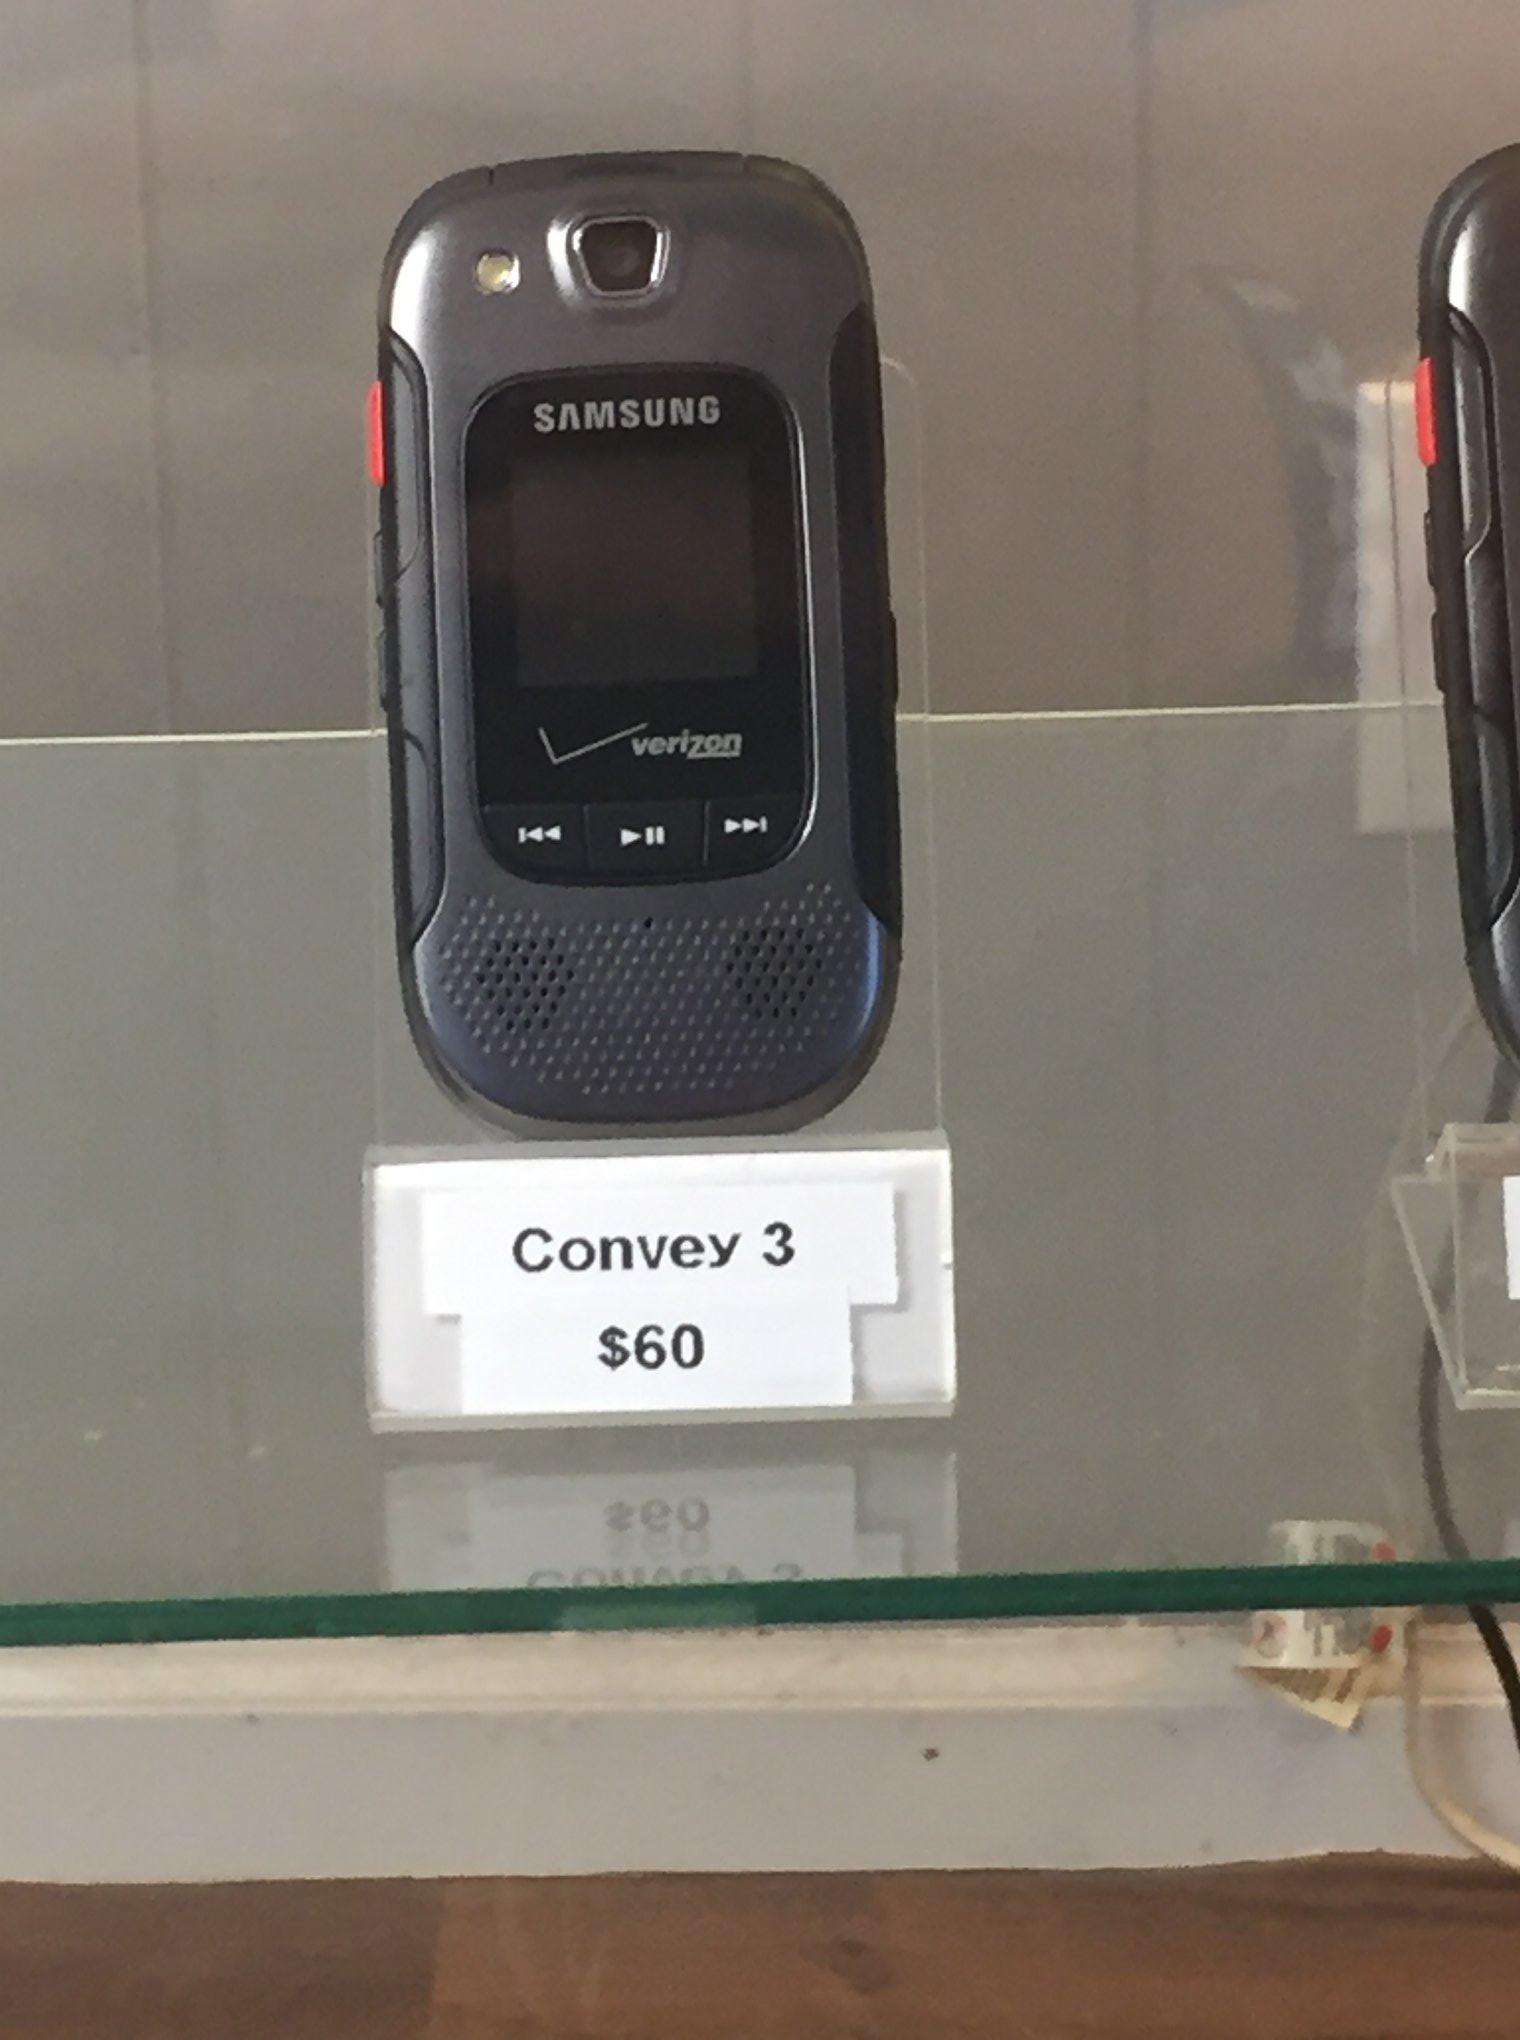 SAMSUNG
verizon
Convey 3
$60